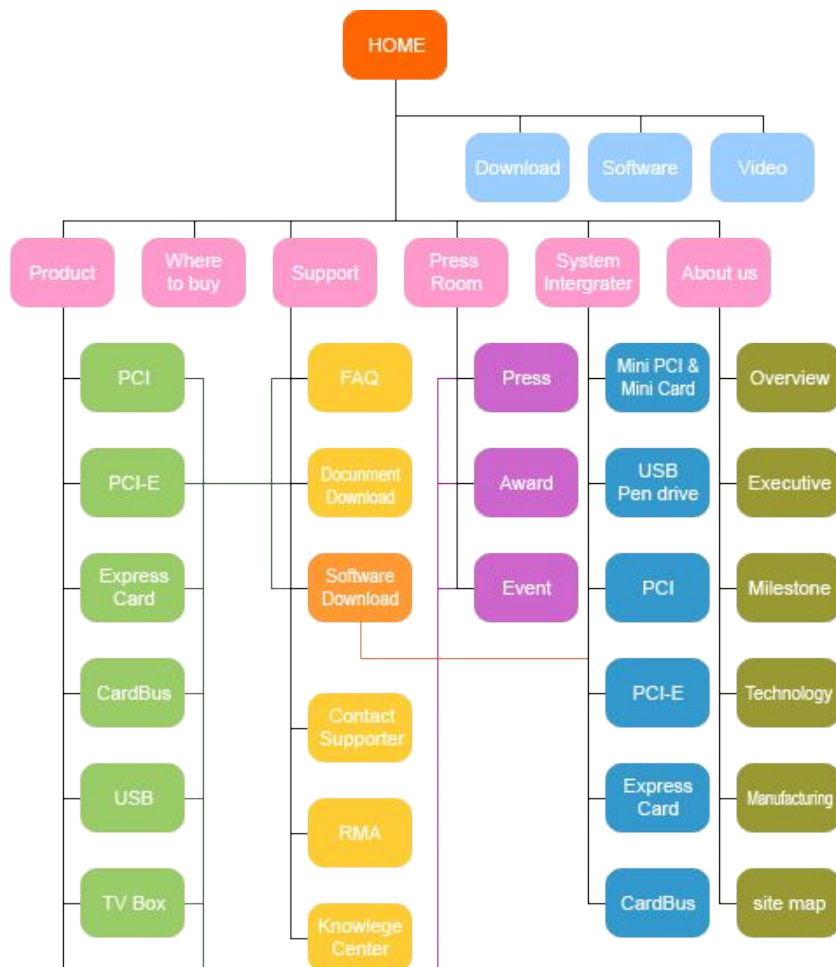 HOME
Download
Software
Video
Product
Where
to buy
Support
Press
Room
System
Intergrater
About us
PCI
FAQ
Press
Mini PCI &
Mini Card
Overview
PCI-E
Docunment
Download
Award
USB
Pen drive
Executive
Express
Card
Software
Download
Event
PCI
Milestone
CardBus
Contact
Supporter
PCI-E
Technology
USB
RMA
Express
Card
Manufacturing
TV Box
Knowlege
Center
CardBus
site map